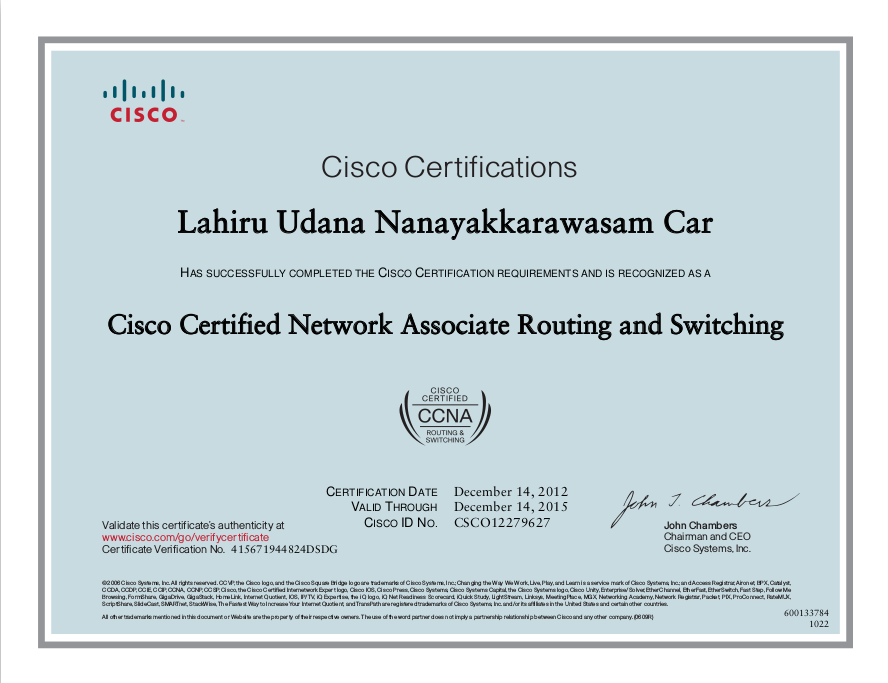 CISCO
Cisco Certifications
Lahiru Udana Nanayakkarawasam Car
HAS SUCCESSFULLY COMPLETED THE CISCO CERTIFICATION REQUIREMENTS AND IS RECOGNIZED AS A
Cisco Certified Network Associate Routing and Switching
CISCO
CERTIFIED
CCNA
ROUTING &
SWITCHING
CERTIFICATION DATE December 14, 2012
VALID THROUGH December 14, 2015
CISCO ID NO. CSCO12279627
John T. Chambers
John Chambers
Chairman and CEO
Cisco Systems, Inc.
Validate this certificate's authenticity at
www.cisco.com/go/verifycertificate
Certificate Verification No. 415671944824DSDG
©2006 Cisco Systems, Inc. All rights reserved. CCVP, the Cisco logo, and the Cisco Square Bridge logo are trademarks of Cisco Systems, Inc.; Changing the Way We Work, Live, Play, and Learn is a service mark of Cisco Systems, Inc.; and Access Registrar, Aironet, BPX, Catalyst,
CCDA, CCDP, CCIE, CCIP, CCNA, CCNP, CCSP, Cisco, the Cisco Certified Internetwork Expert logo, Cisco IOS, Cisco Press, Cisco Systems, Cisco Systems Capital, the Cisco Systems logo, Cisco Unity, Enterprise/Solver, EtherChannel, EtherFast, EtherSwitch, Fast Step, Follow Me
Browsing, FormShare, GigaDrive, GigaStack, HomeLink, Internet Quotient, IOS, IP/TV, iQ Expertise, the iQ logo, iQ Net Readiness Scorecard, iQuick Study, LightStream, Linksys, MeetingPlace, MGX, Networking Academy, Network Registrar, Packet, PIX, ProConnect, RateMUX,
ScriptShare, SlideCast, SMARTnet, StackWise, The Fastest Way to Increase Your Internet Quotient, and TransPath are registered trademarks of Cisco Systems, Inc. and/or its affiliates in the United States and certain other countries.
All other trademarks mentioned in this document or Website are the property of their respective owners. The use of the word partner does not imply a partnership relationship between Cisco and any other company. (0609R)
600133784
1022